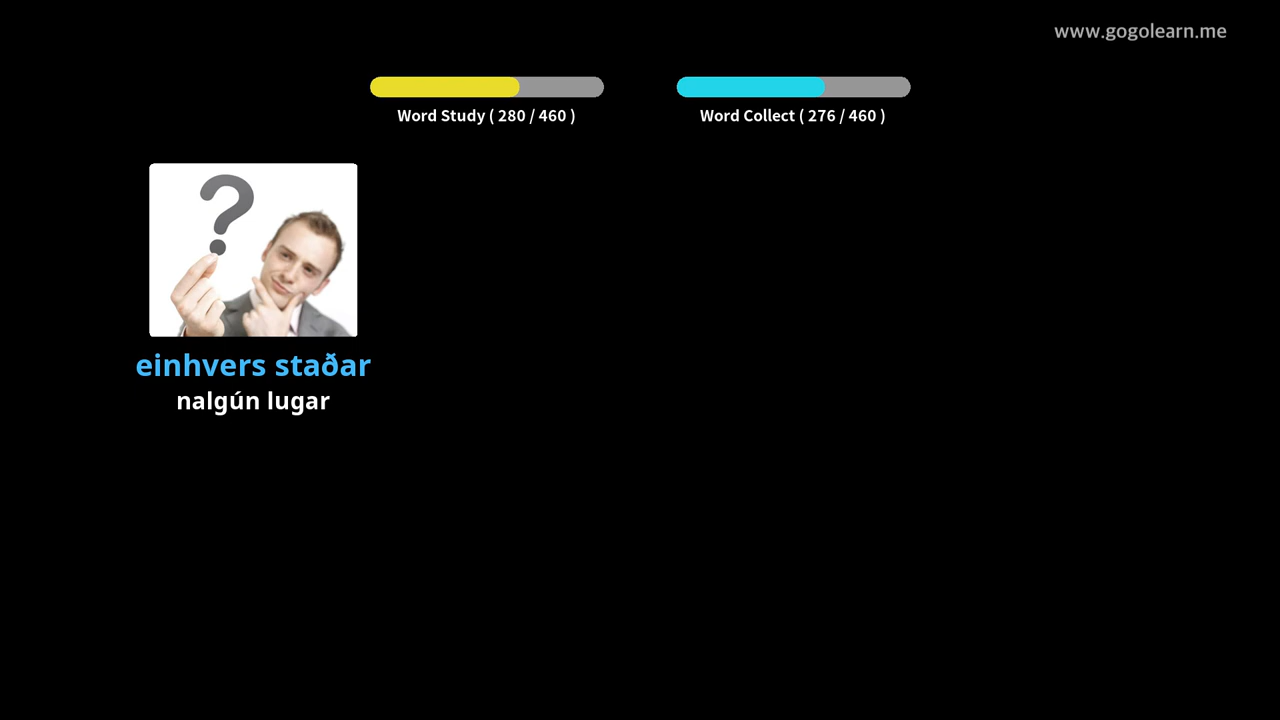 www.gogolearn.me
Word Study ( 280 / 460 )
Word Collect ( 276 / 460 )
?
einhvers staðar
nalgún lugar